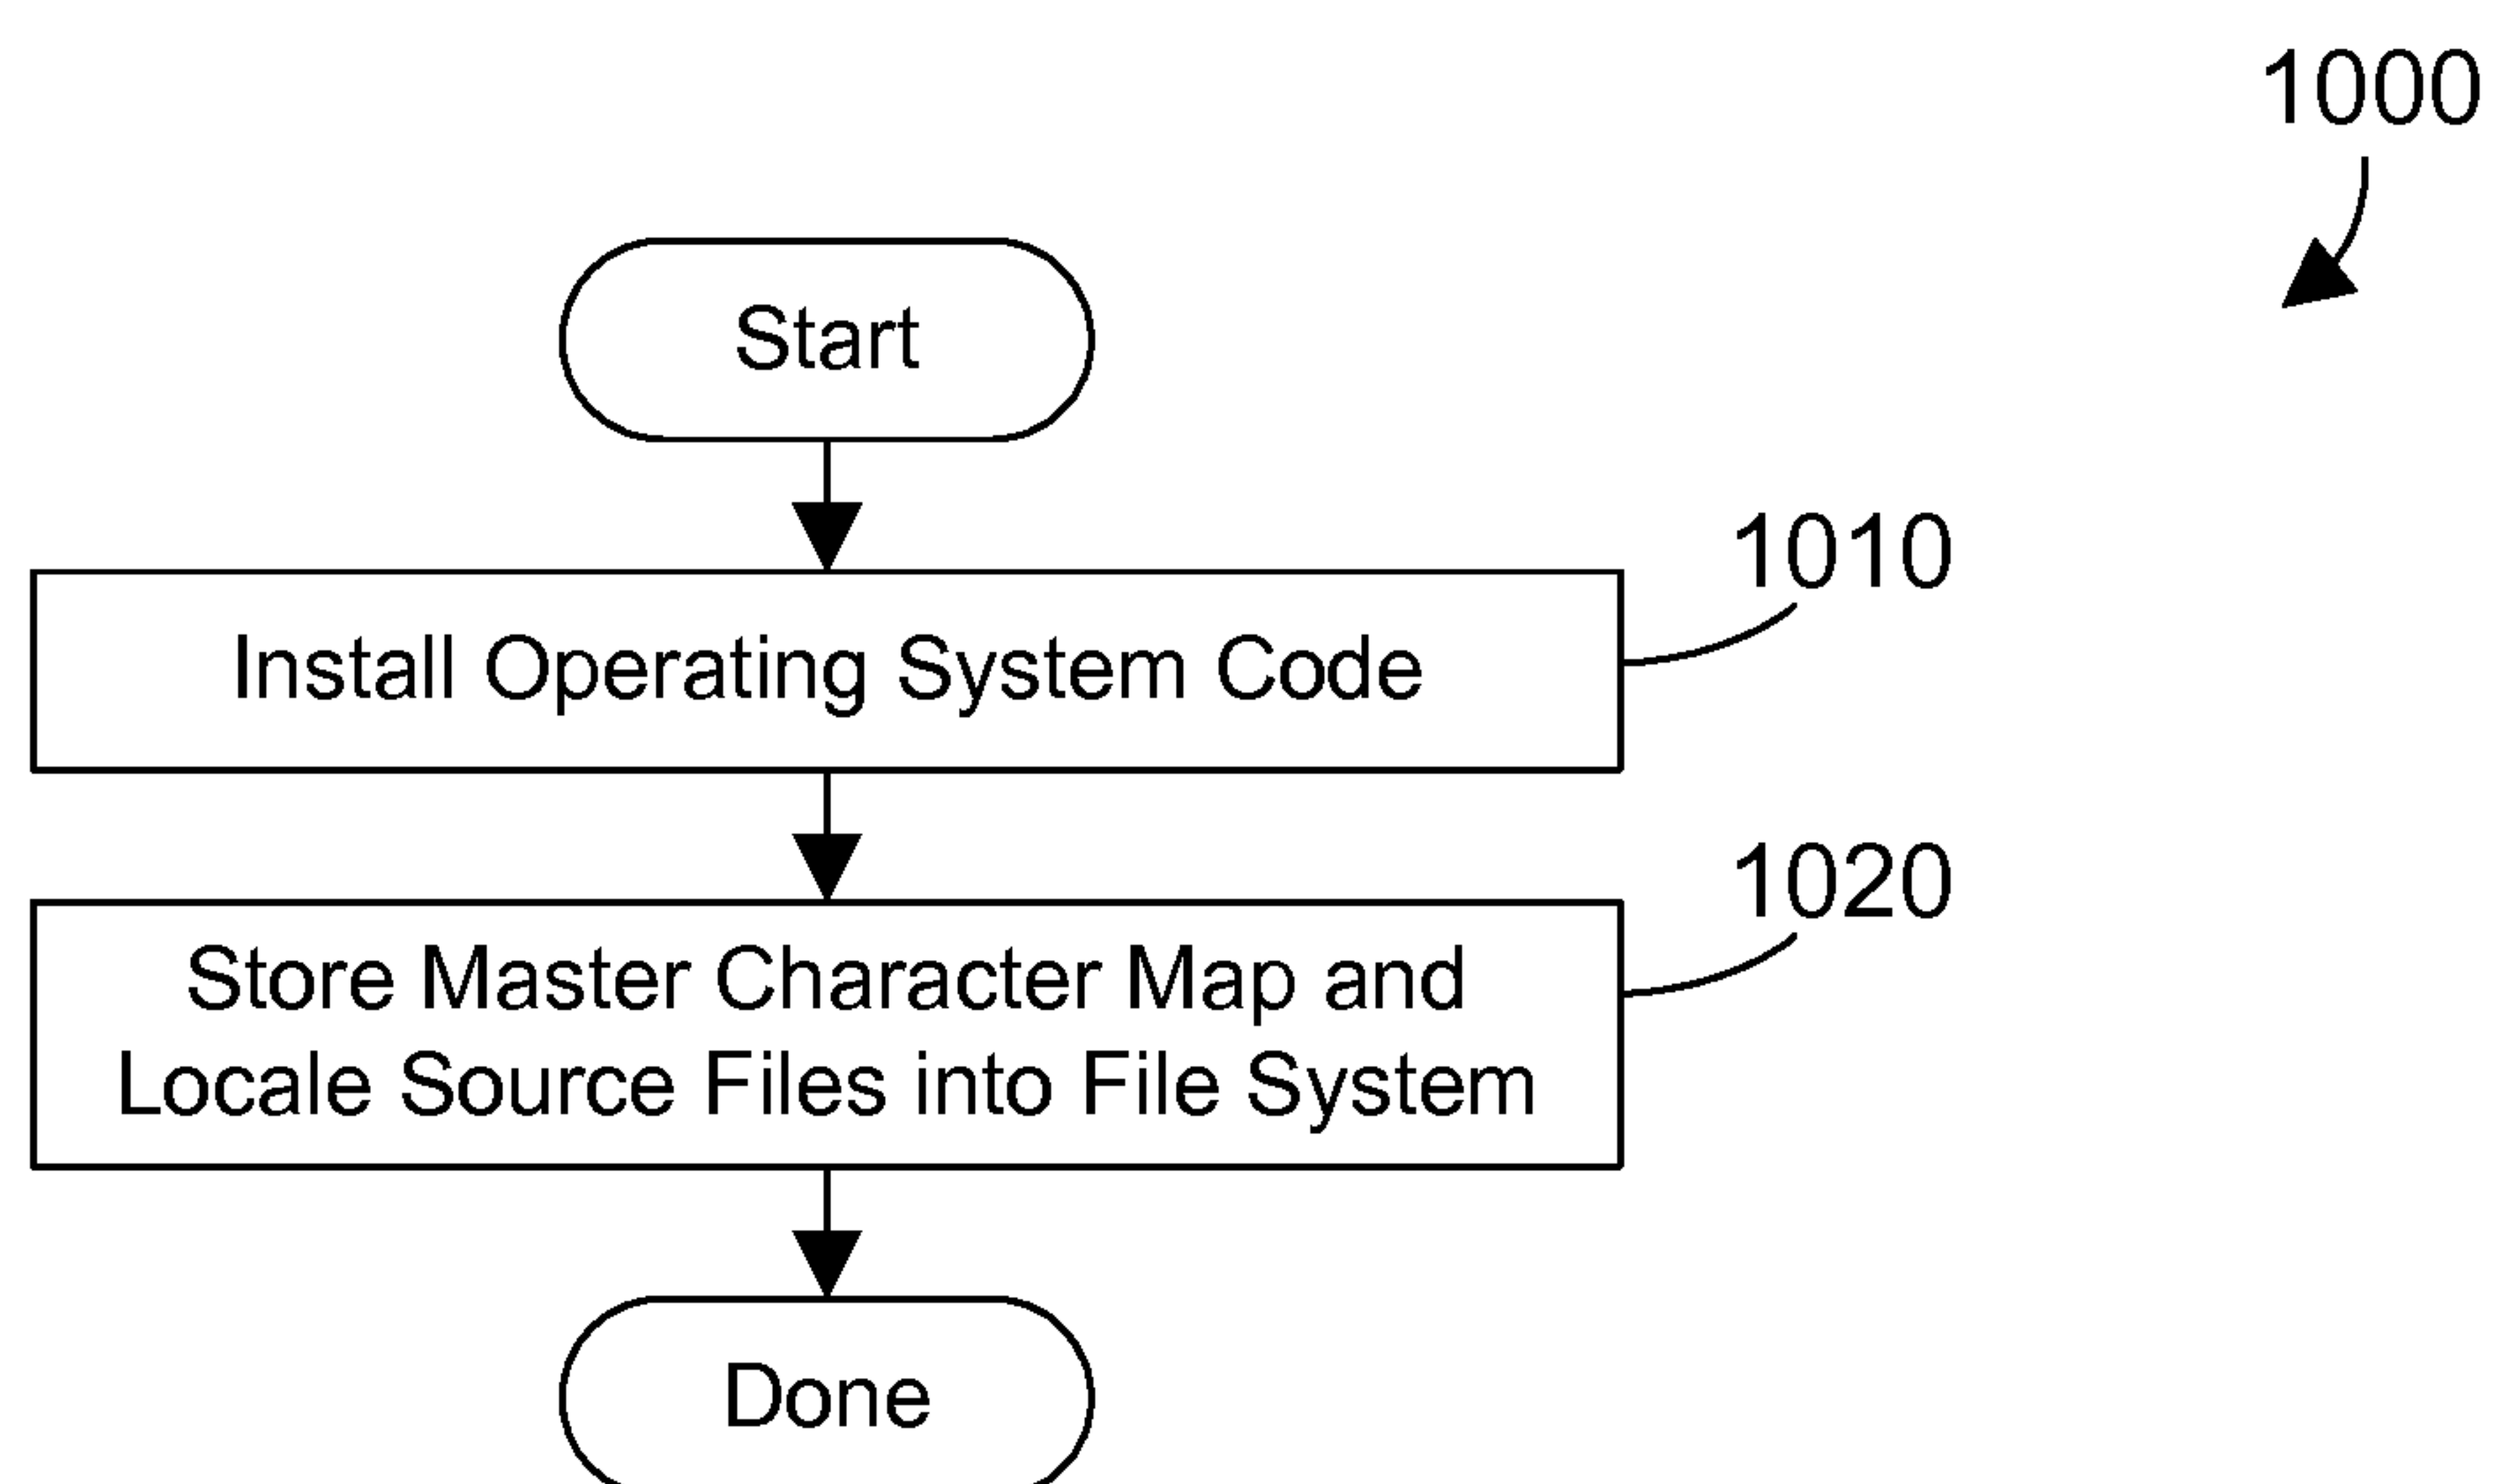 1000
Start
1010
Install Operating System Code
1020
Store Master Character Map and
Locale Source Files into File System
Done